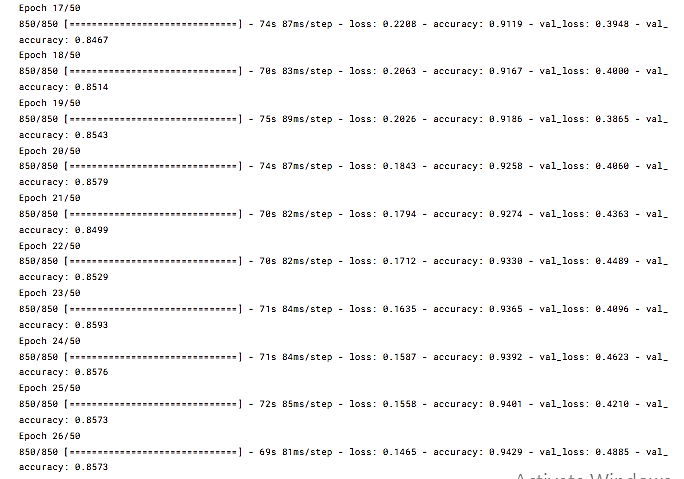 Epoch 17/50
850/850 [==============================] - 74s 87ms/step - loss: 0.2208 - accuracy: 0.9119 - val_loss: 0.3948 - val_
accuracy: 0.8467
Epoch 18/50
850/850 [==============================] - 70s 83ms/step - loss: 0.2063 - accuracy: 0.9167 - val_loss: 0.4000 - val_
accuracy: 0.8514
Epoch 19/50
850/850 [==============================] - 75s 89ms/step - loss: 0.2026 - accuracy: 0.9186 - val_loss: 0.3865 - val_
accuracy: 0.8543
Epoch 20/50
850/850 [==============================] - 74s 87ms/step - loss: 0.1843 - accuracy: 0.9258 - val_loss: 0.4060 - val_
accuracy: 0.8579
Epoch 21/50
850/850 [==============================] - 70s 82ms/step - loss: 0.1794 - accuracy: 0.9274 - val_loss: 0.4363 - val_
accuracy: 0.8499
Epoch 22/50
850/850 [==============================] - 70s 82ms/step - loss: 0.1712 - accuracy: 0.9330 - val_loss: 0.4489 - val_
accuracy: 0.8529
Epoch 23/50
850/850 [==============================] - 71s 84ms/step - loss: 0.1635 - accuracy: 0.9365 - val_loss: 0.4096 - val_
accuracy: 0.8593
Epoch 24/50
850/850 [==============================] - 71s 84ms/step - loss: 0.1587 - accuracy: 0.9392 - val_loss: 0.4623 - val_
accuracy: 0.8576
Epoch 25/50
850/850 [==============================] - 72s 85ms/step - loss: 0.1558 - accuracy: 0.9401 - val_loss: 0.4210 - val_
accuracy: 0.8573
Epoch 26/50
850/850 [==============================] - 69s 81ms/step - loss: 0.1465 - accuracy: 0.9429 - val_loss: 0.4885 - val_
accuracy: 0.8573
Activate Windows